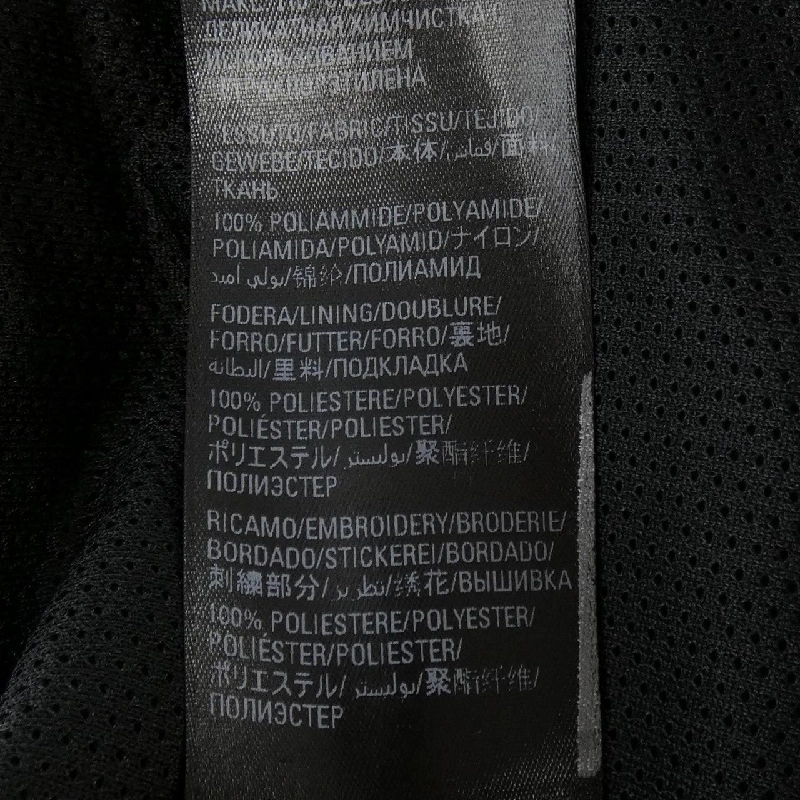 ДЕЛИКАТНАЯ ХИМЧИСТКА С
ИСПОЛЬЗОВАНИЕМ
ЭТИЛЕНА
TESSUTO/FABRIC/TISSU/TEJIDO/
GEWEBE/TECIDO/本体/قماش/面料/
ТКАНЬ
100% POLIAMMIDE/POLYAMIDE/
POLIAMIDA/POLYAMID/ナイロン/
بولي اميد/锦纶/ПОЛИАМИД
FODERA/LINING/DOUBLURE/
FORRO/FUTTER/FORRO/裏地/
البطانه/里料/ПОДКЛАДКА
100% POLIESTERE/POLYESTER/
POLIÉSTER/POLIESTER/
ポリエステル/بوليستر/聚酯纤维/
ПОЛИЭСТЕР
RICAMO/EMBROIDERY/BRODERIE/
BORDADO/STICKEREI/BORDADO/
刺繍部分/تطريز/绣花/ВЫШИВКА
100% POLIESTERE/POLYESTER/
POLIÉSTER/POLIESTER/
ポリエステル/بوليستر/聚酯纤维/
ПОЛИЭСТЕР